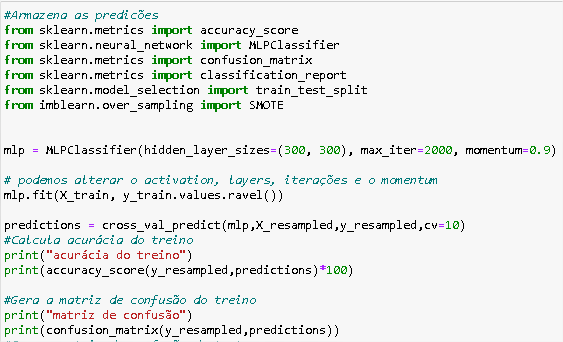 #Armazena as predicões
from sklearn.metrics import accuracy_score
from sklearn.neural_network import MLPClassifier
from sklearn.metrics import confusion_matrix
from sklearn.metrics import classification_report
from sklearn.model_selection import train_test_split
from imblearn.over_sampling import SMOTE
mlp = MLPClassifier(hidden_layer_sizes=(300, 300), max_iter=2000, momentum=0.9)
# podemos alterar o activation, layers, iterações e o momentum
mlp.fit(X_train, y_train.values.ravel())
predictions = cross_val_predict(mlp,X_resampled,y_resampled,cv=10)
#Calcula acurácia do treino
print("acurácia do treino")
print(accuracy_score(y_resampled,predictions)*100)
#Gera a matriz de confusão do treino
print("matriz de confusão")
print(confusion_matrix(y_resampled,predictions))